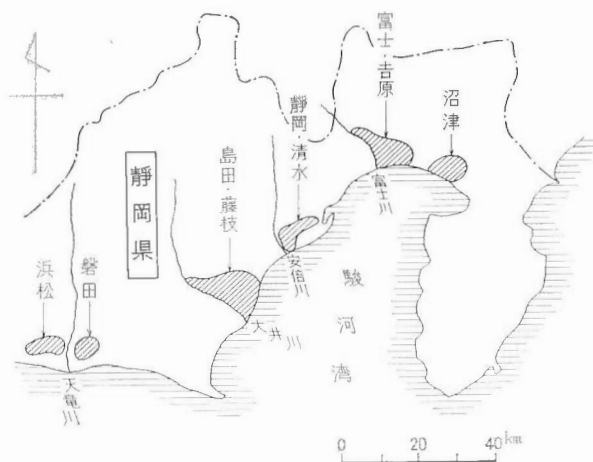 富士・吉原
沼津
静岡・清水
島田・藤枝
静岡県
磐田
浜松
富士川
安倍川
大井川
天竜川
駿河湾
0 20 40 km